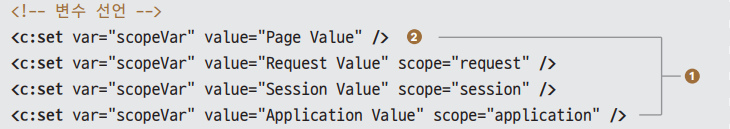 <!-- 변수 선언 -->
<c:set var="scopeVar" value="Page Value" /> ❷
<c:set var="scopeVar" value="Request Value" scope="request" />
<c:set var="scopeVar" value="Session Value" scope="session" /> ❶
<c:set var="scopeVar" value="Application Value" scope="application" />